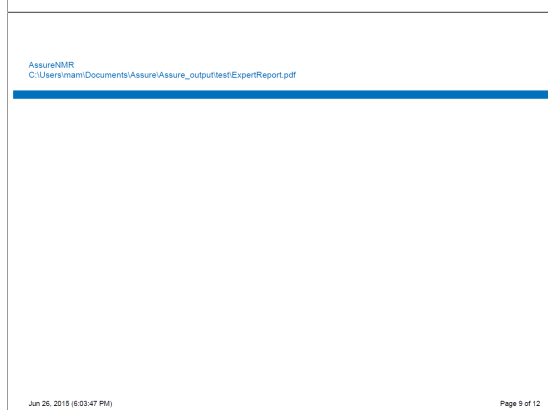 AssureNMR
C:\Users\mam\Documents\Assure\Assure_output\test\ExpertReport.pdf
Jun 26, 2015 (6:03:47 PM)
Page 9 of 12